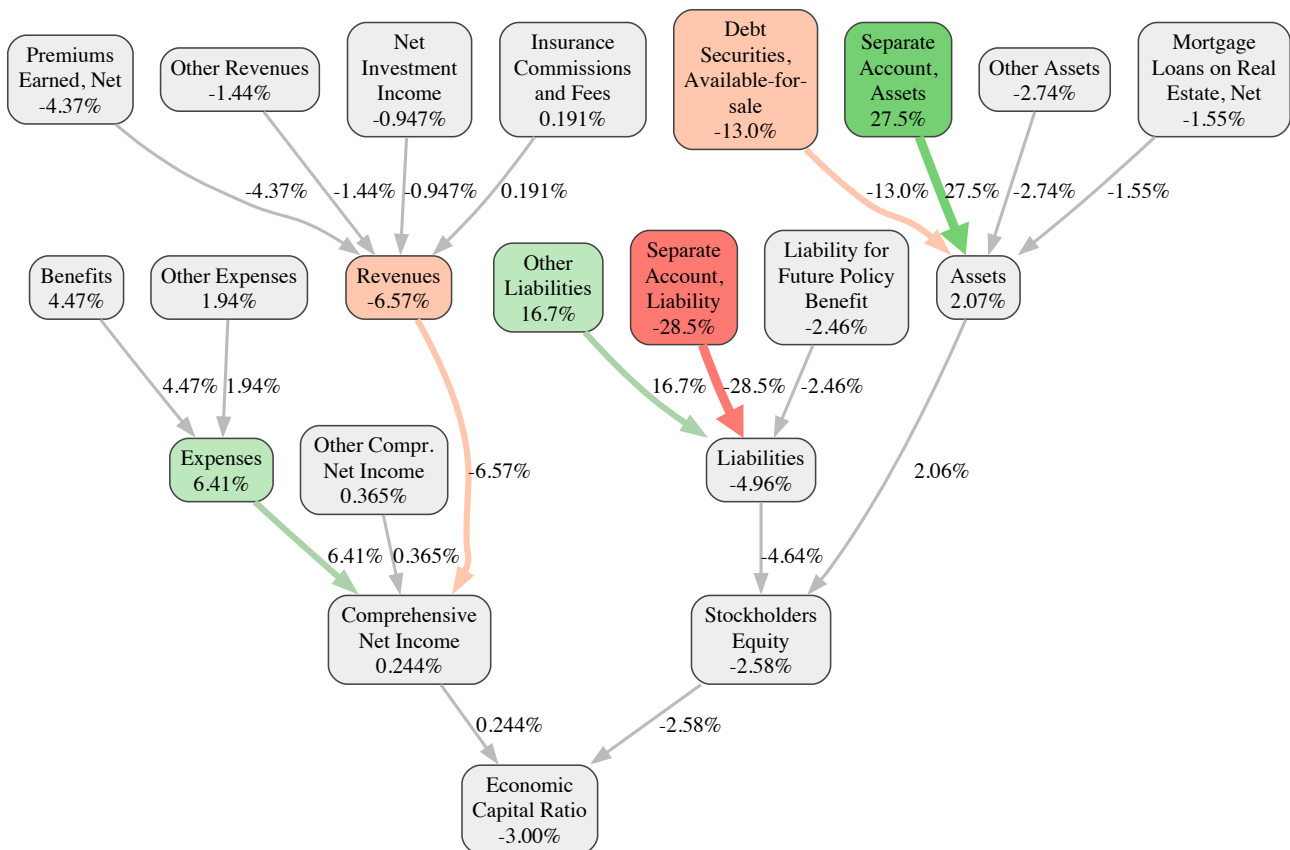 Premiums
Earned, Net
-4.37%
Other Revenues
-1.44%
Net
Investment
Income
-0.947%
Insurance
Commissions
and Fees
0.191%
Debt
Securities,
Available-for-
sale
-13.0%
Separate
Account,
Assets
27.5%
Other Assets
-2.74%
Mortgage
Loans on Real
Estate, Net
-1.55%
-4.37%
-1.44%
-0.947%
0.191%
-13.0%
27.5%
-2.74%
-1.55%
Benefits
4.47%
Other Expenses
1.94%
Revenues
-6.57%
Other
Liabilities
16.7%
Separate
Account,
Liability
-28.5%
Liability for
Future Policy
Benefit
-2.46%
Assets
2.07%
4.47%
1.94%
16.7%
-28.5%
-2.46%
Expenses
6.41%
Other Compr.
Net Income
0.365%
-6.57%
Liabilities
-4.96%
2.06%
6.41%
0.365%
-4.64%
Comprehensive
Net Income
0.244%
Stockholders
Equity
-2.58%
0.244%
-2.58%
Economic
Capital Ratio
-3.00%